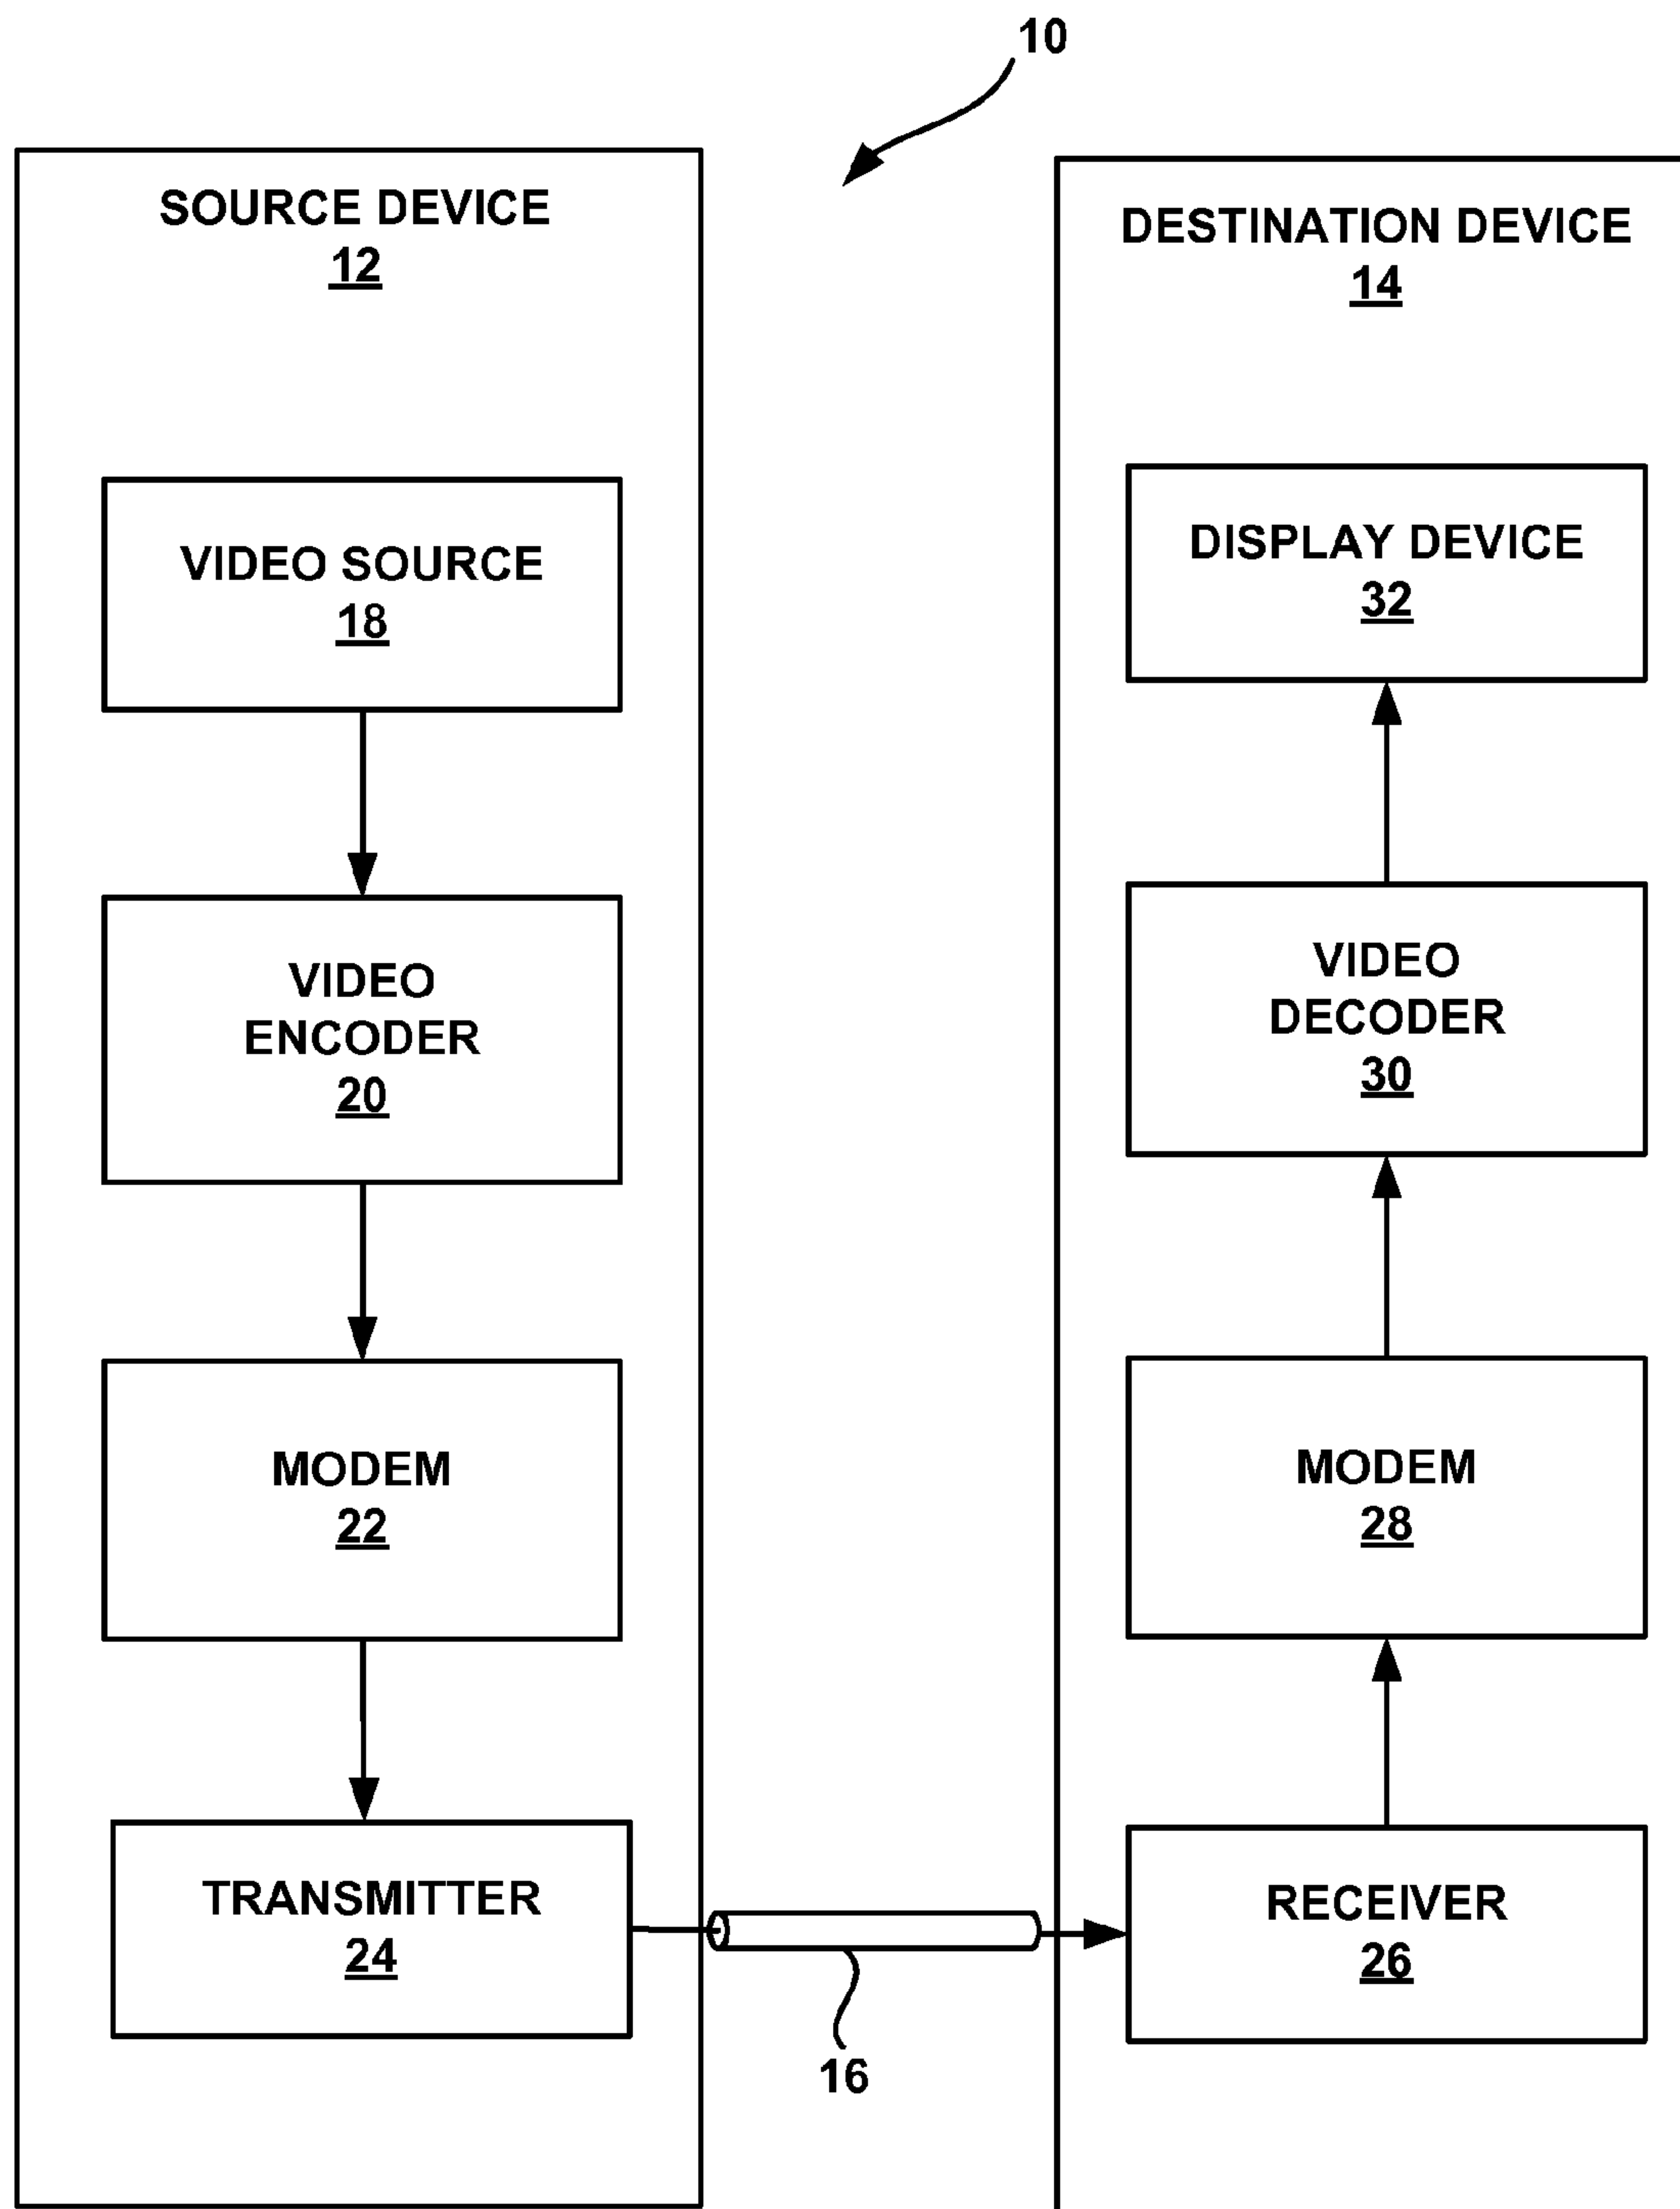 10
SOURCE DEVICE
12
VIDEO SOURCE
18
VIDEO
ENCODER
20
MODEM
22
TRANSMITTER
24
16
DESTINATION DEVICE
14
DISPLAY DEVICE
32
VIDEO
DECODER
30
MODEM
28
RECEIVER
26